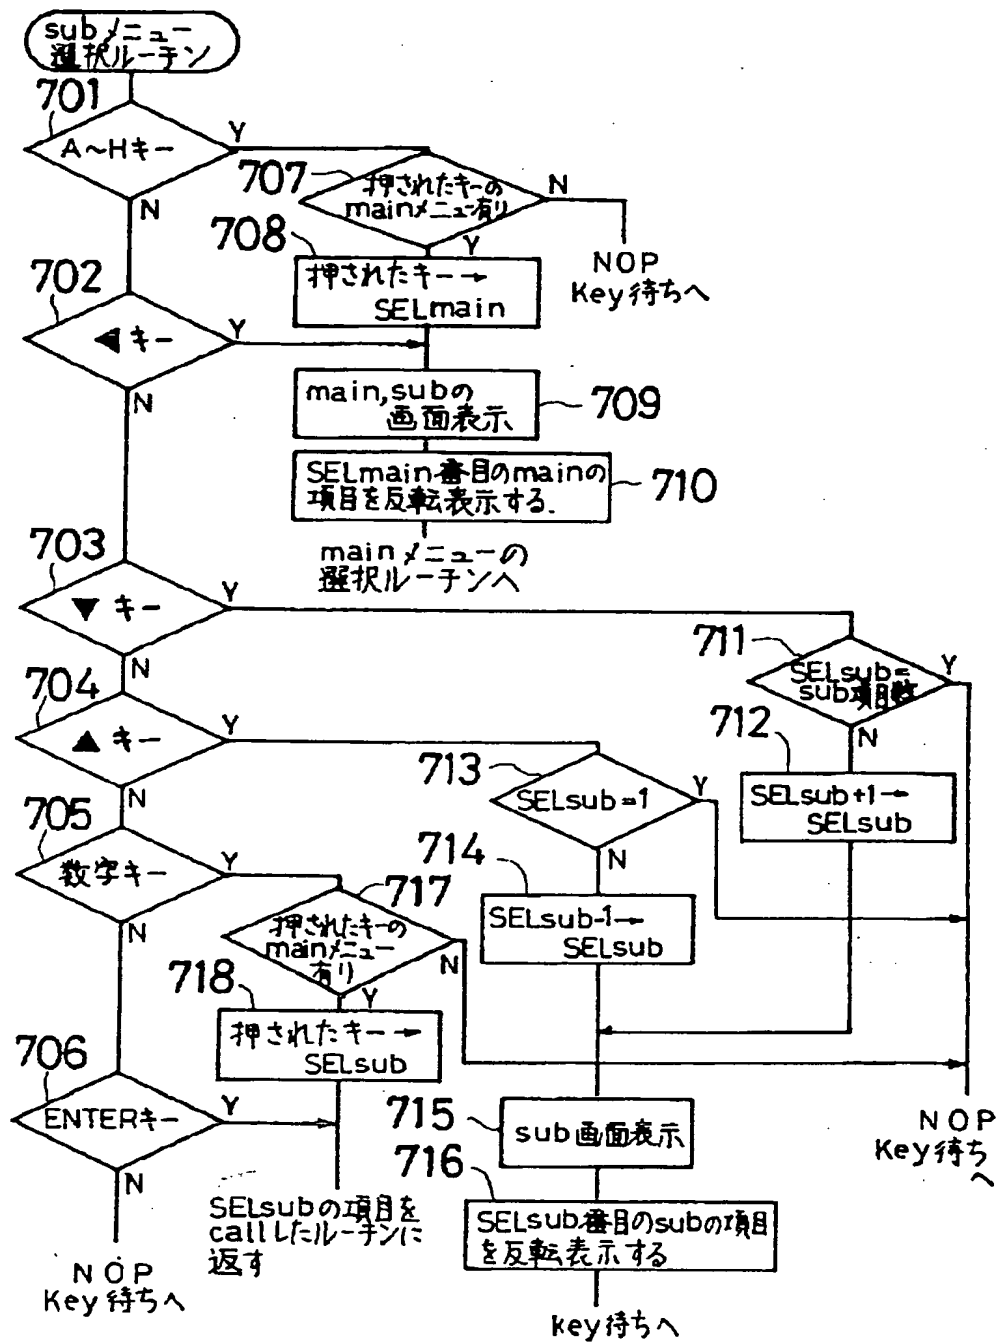 subメニュー
選択ルーチン
701
A～Hキー
Y
N
707
押されたキーの
mainメニュー有り
N
Y
NOP
Key待ちへ
708
押されたキー→
SELmain
702
◀キー
Y
N
main,subの
画面表示
709
SELmain番目のmainの
項目を反転表示する.
710
mainメニューの
選択ルーチンへ
703
▼キー
Y
N
711
SELsub=
sub項目数
Y
N
704
▲キー
Y
N
712
SELsub+1→
SELsub
713
SELsub=1
Y
N
705
数字キー
Y
N
714
SELsub-1→
SELsub
717
押されたキーの
mainメニュー
有り
N
Y
718
押されたキー→
SELsub
706
ENTERキー
Y
N
715
sub画面表示
NOP
Key待ち
へ
716
SELsub番目のsubの項目
を反転表示する
SELsubの項目を
callしたルーチンに
返す
NOP
Key待ちへ
key待ちへ